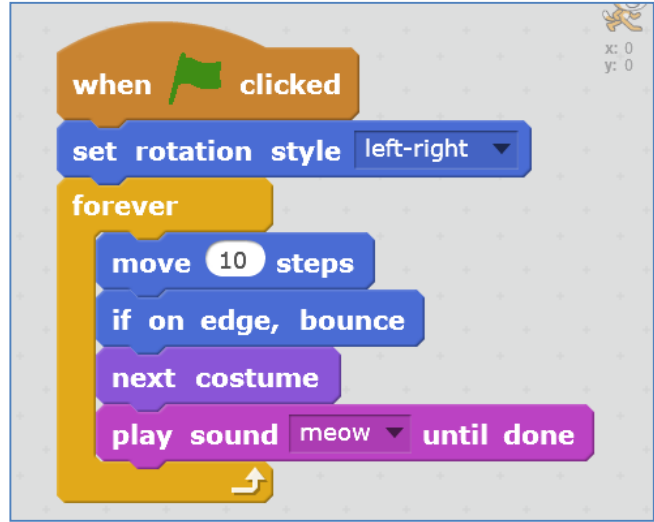 x: 0
y: 0
when clicked
set rotation style left-right
forever
move 10 steps
if on edge, bounce
next costume
play sound meow until done